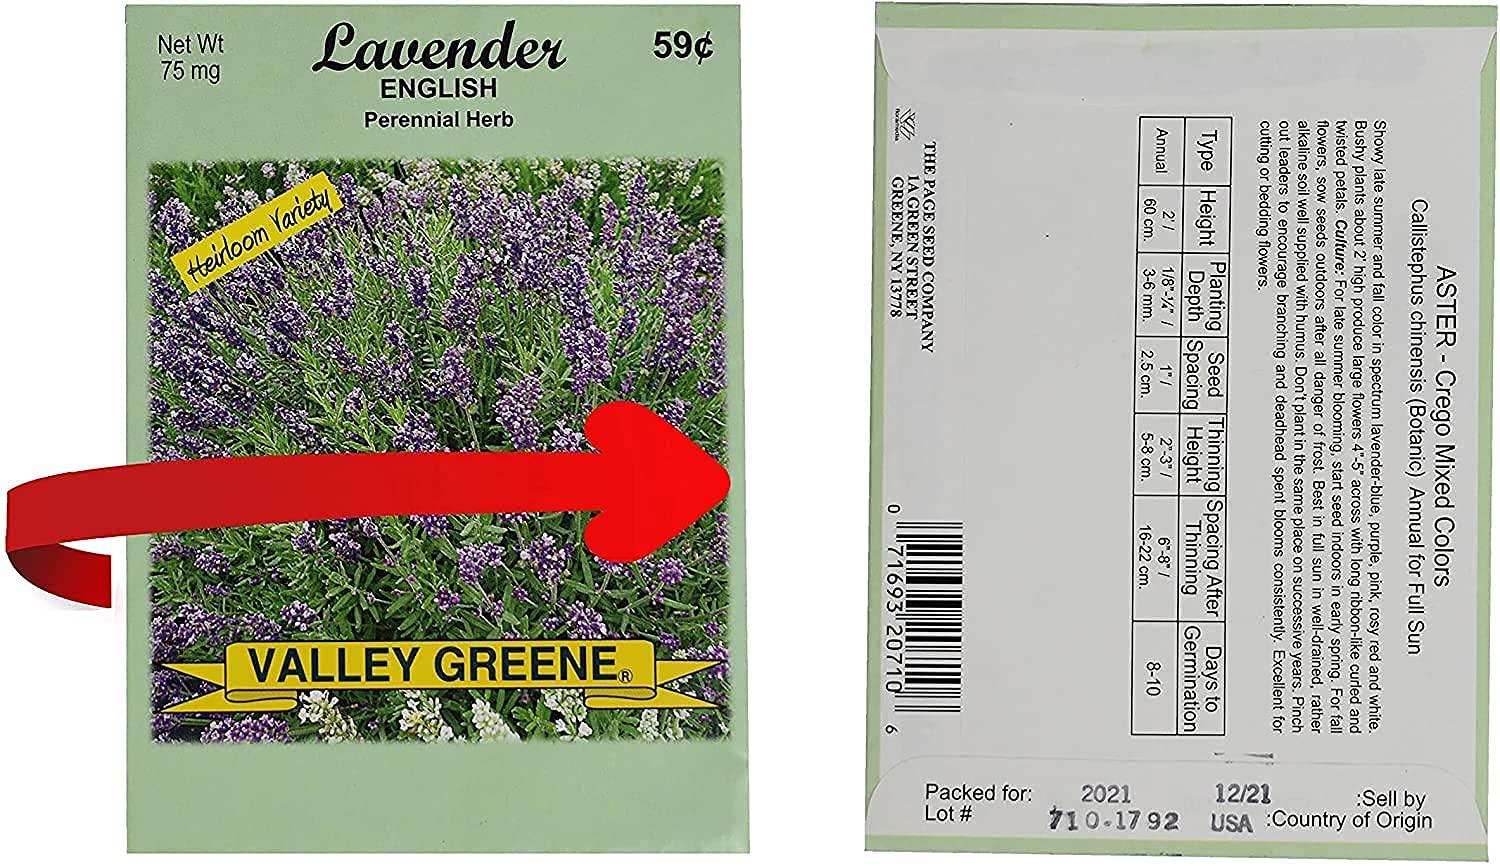 Net Wt
75 mg
Lavender
59¢
ENGLISH
Perennial Herb
Heirloom Variety
VALLEY GREENE®
ASTER - Crego Mixed Colors
Callistephus chinensis (Botanic) Annual for Full Sun
Showy late summer and fall color in spectrum lavender-blue, purple, pink, rosy red and white.
Bushy plants about 2' high produce large flowers 4"-5" across with long ribbon-like curled and
twisted petals. Culture: For late summer blooming, start seed indoors in early spring. For fall
flowers, sow seeds outdoors after all danger of frost. Best in full sun in well-drained, rather
alkaline soil well supplied with humus. Don't plant in the same place on successive years. Pinch
out leaders to encourage branching and deadhead spent blooms consistently. Excellent for
cutting or bedding flowers.
Type Height Planting Depth Seed Spacing Thinning Height Spacing After Thinning Days to Germination
Annual 2' / 60 cm. 1/8"-¼" / 3-6 mm. 1" / 2.5 cm. 2"-3" / 5-8 cm. 6"-8" / 16-22 cm. 8-10
THE PAGE SEED COMPANY
1A GREEN STREET
GREENE, NY 13778
0 71693 20710 6
Packed for: 2021 12/21 :Sell by
Lot # 710-1792 USA :Country of Origin